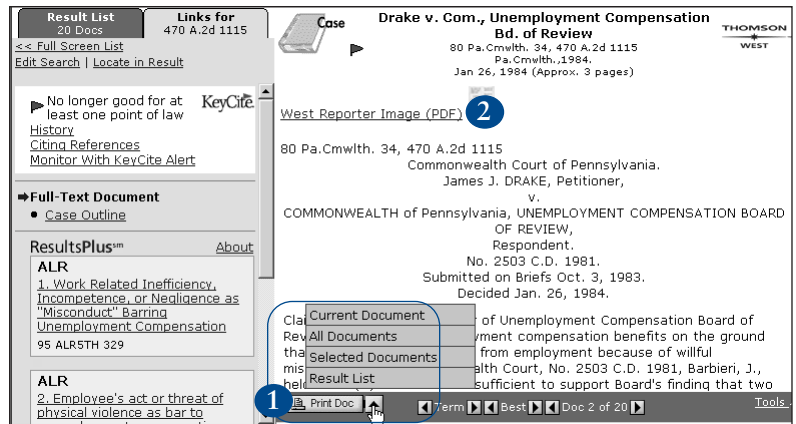 Result List
20 Docs
Links for
470 A.2d 1115
<< Full Screen List
Edit Search | Locate in Result
No longer good for at
least one point of law
KeyCite
History
Citing References
Monitor With KeyCite Alert
Full-Text Document
• Case Outline
ResultsPlus℠
About
ALR
1. Work Related Inefficiency,
Incompetence, or Negligence as
"Misconduct" Barring
Unemployment Compensation
95 ALR5TH 329
ALR
2. Employee's act or threat of
physical violence as bar to
Case
Drake v. Com., Unemployment Compensation
Bd. of Review
80 Pa.Cmwlth. 34, 470 A.2d 1115
Pa.Cmwlth.,1984.
Jan 26, 1984 (Approx. 3 pages)
THOMSON
WEST
West Reporter Image (PDF)
2
80 Pa.Cmwlth. 34, 470 A.2d 1115
Commonwealth Court of Pennsylvania.
James J. DRAKE, Petitioner,
v.
COMMONWEALTH of Pennsylvania, UNEMPLOYMENT COMPENSATION BOARD
OF REVIEW,
Respondent.
No. 2503 C.D. 1981.
Submitted on Briefs Oct. 3, 1983.
Decided Jan. 26, 1984.
of Unemployment Compensation Board of
compensation benefits on the ground
from employment because of willful
Court, No. 2503 C.D. 1981, Barbieri, J.,
sufficient to support Board's finding that two
Current Document
All Documents
Selected Documents
Result List
1
Print Doc
Term
Best
Doc 2 of 20
Tools